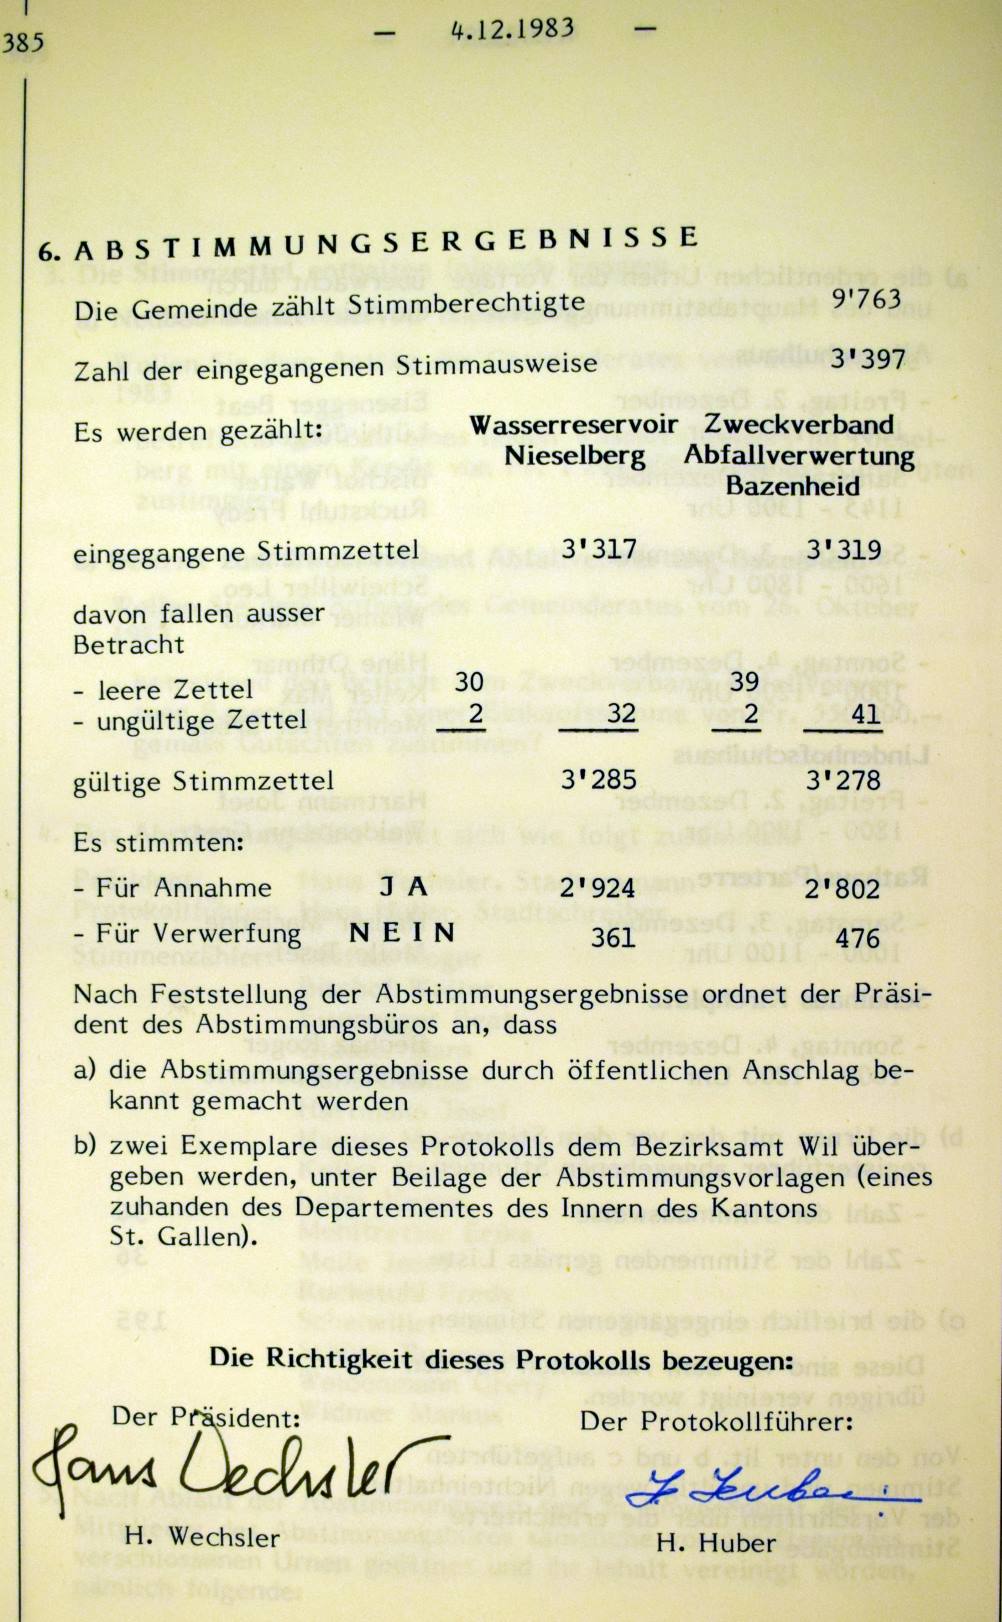 385
- 4.12.1983 -
6. ABSTIMMUNGSERGEBNISSE
Die Gemeinde zählt Stimmberechtigte 9'763
Zahl der eingegangenen Stimmausweise 3'397
Es werden gezählt: Wasserreservoir Zweckverband
Nieselberg Abfallverwertung
Bazenheid
eingegangene Stimmzettel 3'317 3'319
davon fallen ausser
Betracht
- leere Zettel 30 39
- ungültige Zettel 2 32 2 41
gültige Stimmzettel 3'285 3'278
Es stimmten:
- Für Annahme JA 2'924 2'802
- Für Verwerfung NEIN 361 476
Nach Feststellung der Abstimmungsergebnisse ordnet der Präsi-
dent des Abstimmungsbüros an, dass
a) die Abstimmungsergebnisse durch öffentlichen Anschlag be-
kannt gemacht werden
b) zwei Exemplare dieses Protokolls dem Bezirksamt Wil über-
geben werden, unter Beilage der Abstimmungsvorlagen (eines
zuhanden des Departementes des Innern des Kantons
St. Gallen).
Die Richtigkeit dieses Protokolls bezeugen:
Der Präsident: Der Protokollführer:
Hans Wechsler
H. Wechsler H. Huber